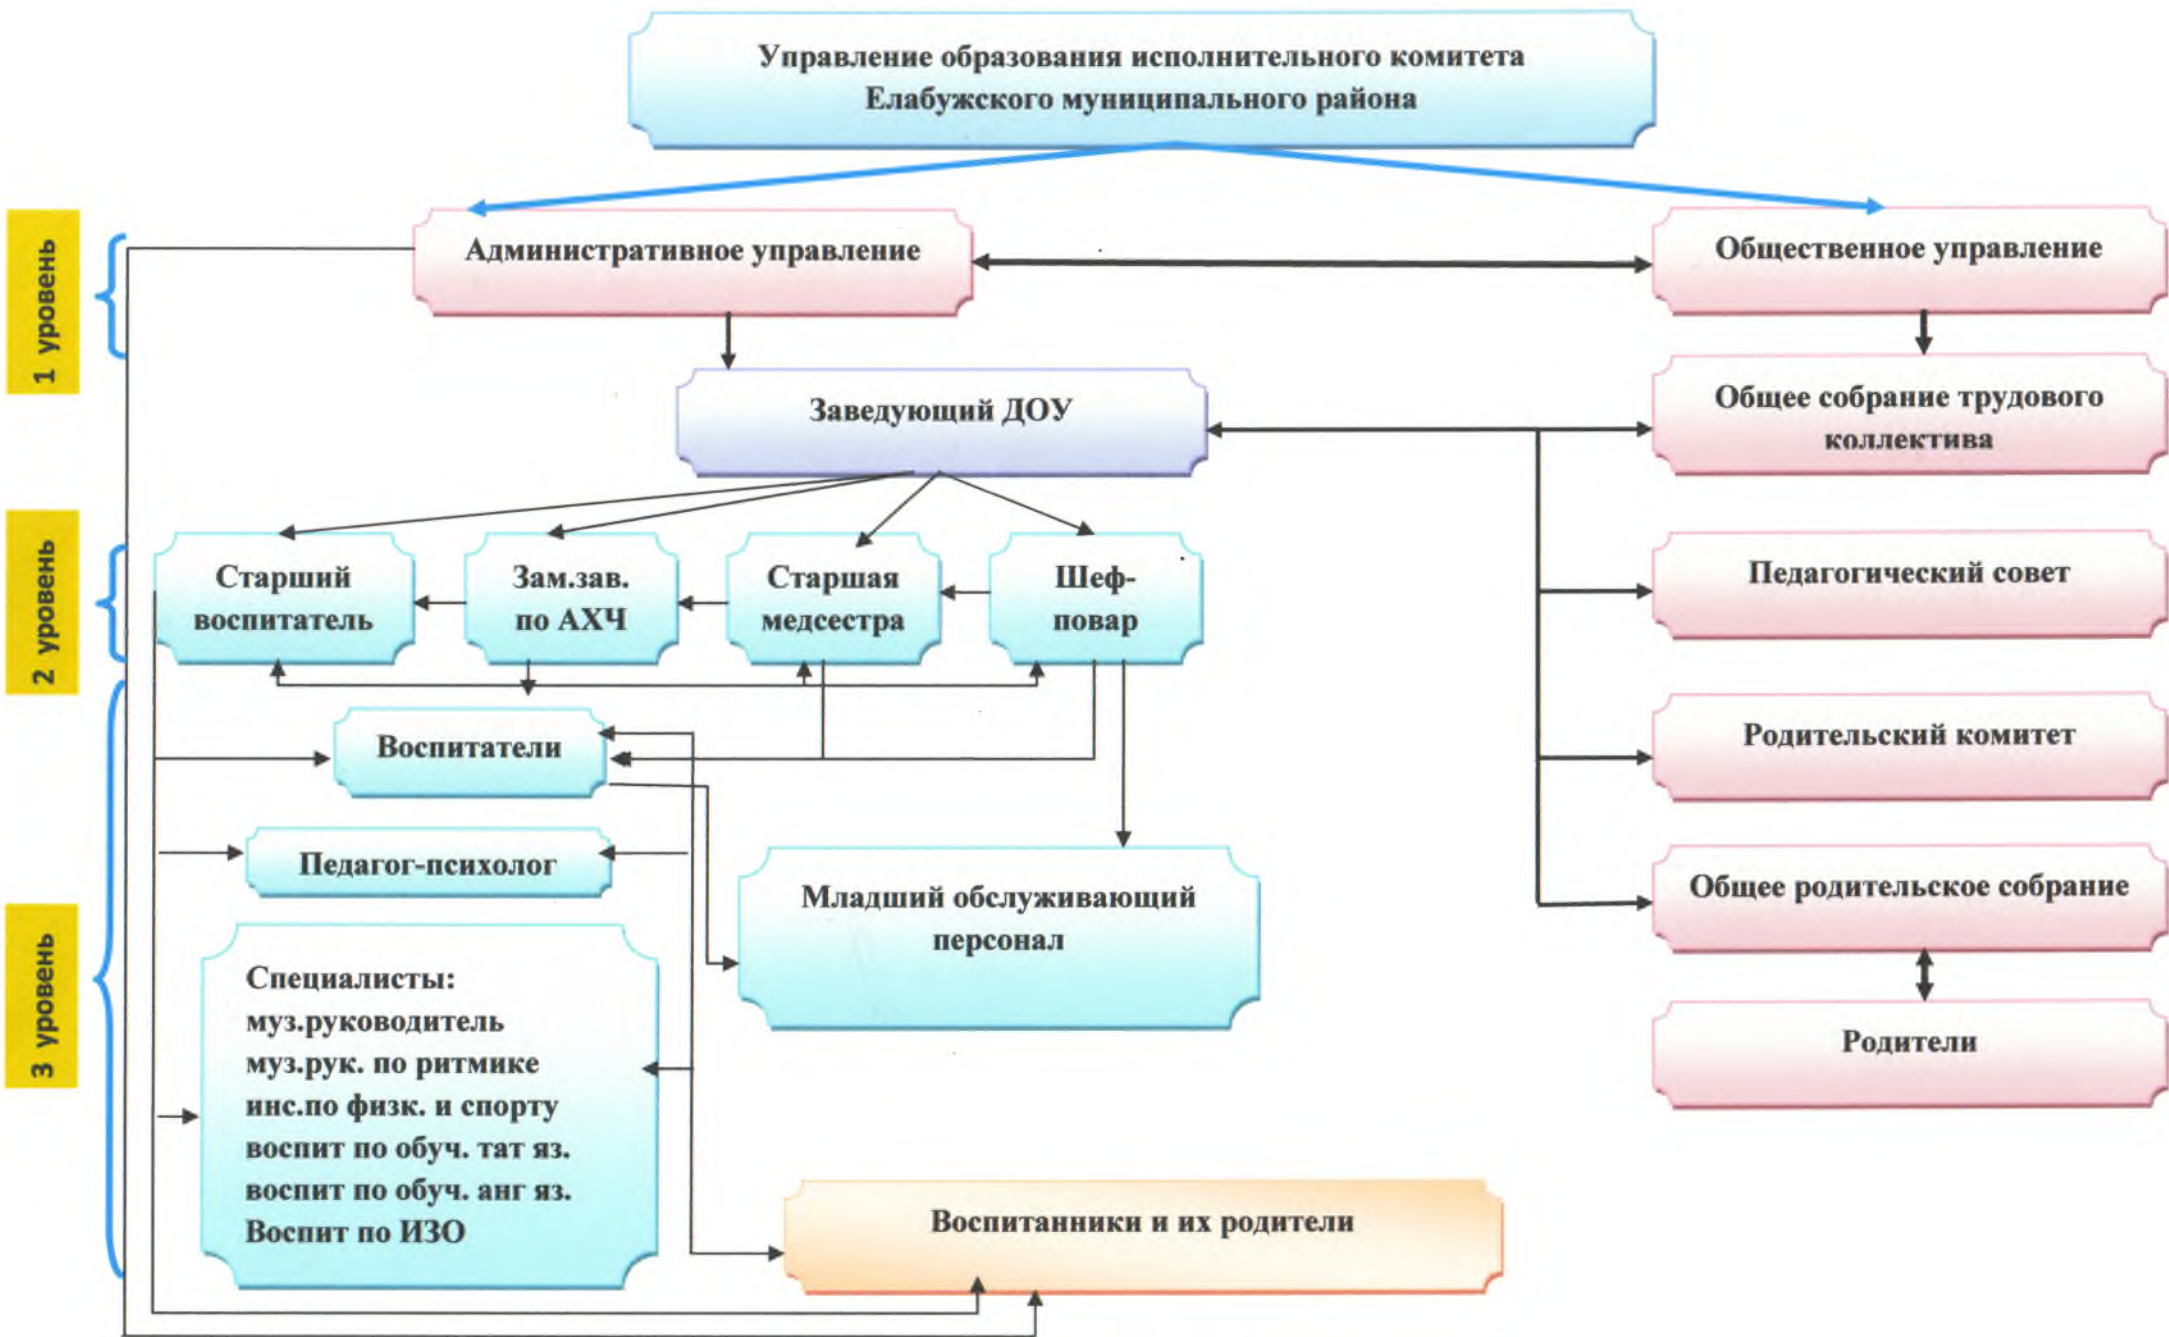 Управление образования исполнительного комитета
Елабужского муниципального района
1 уровень
Административное управление
Общественное управление
Заведующий ДОУ
Общее собрание трудового
коллектива
2 уровень
Старший
воспитатель
Зам.зав.
по АХЧ
Старшая
медсестра
Шеф-
повар
Педагогический совет
3 уровень
Воспитатели
Родительский комитет
Педагог-психолог
Младший обслуживающий
персонал
Общее родительское собрание
Специалисты:
муз.руководитель
муз.рук. по ритмике
инс.по физк. и спорту
воспит по обуч. тат яз.
воспит по обуч. анг яз.
Воспит по ИЗО
Родители
Воспитанники и их родители